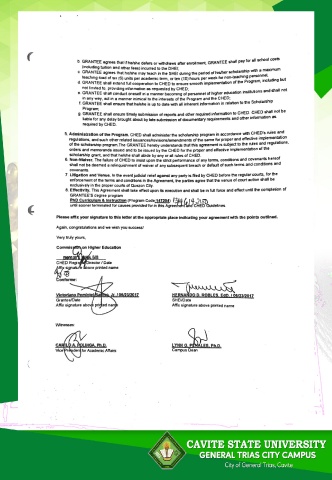 b. GRANTEE agrees that if he/she defers or withdraws after enrolment, GRANTEE shall pay for all school costs
(including tuition and other fees) incurred to the DHEI.
c. GRANTEE agrees that he/she may teach in the SHEI during the period of his/her scholarship with a maximum
teaching load of six (6) units per academic term, or ten (10) hours per week for non-teaching personnel;
d. GRANTEE shall extend full cooperation to CHED to ensure smooth implementation of the Program, including but
not limited to, providing information as requested by CHED;
e. GRANTEE shall conduct oneself in a manner becoming of personnel of higher education institutions and shall not
in any way, act in a manner inimical to the interests of the Program and the CHED;
f. GRANTEE shall ensure that he/she is up to date with all inherent information in relation to the Scholarship
Program.
g. GRANTEE shall ensure timely submission of reports and other required information to CHED. CHED shall not be
liable for any delay brought about by late submission of documentary requirements and other information as
required by CHED.
5. Administration of the Program. CHED shall administer the scholarship program in accordance with CHED's rules and
regulations, and such other related issuances/revisions/amendments of the same for proper and effective implementation
of the scholarship program. The GRANTEE hereby understands that this agreement is subject to the rules and regulations,
orders and memoranda issued and to be issued by the CHED for the proper and effective implementation of the
scholarship grant, and that he/she shall abide by any or all rules of CHED.
6. Non-Waiver. The failure of CHED to insist upon the strict performance of any terms, conditions and covenants hereof
shall not be deemed a relinquishment of waiver of any subsequent breach or default of such terms and conditions and
covenants.
7. Litigation and Venue. In the event judicial relief against any party is filed by CHED before the regular courts, for the
enforcement of the terms and conditions in the Agreement, the parties agree that the venue of court action shall be
exclusively in the proper courts of Quezon City.
8. Effectivity. This Agreement shall take effect upon its execution and shall be in full force and effect until the completion of
GRANTEE'S degree program
PhD Curriculum & Instruction (Program Code
until sooner terminated for causes provided for in this Agreement and CHED Guidelines.
Please affix your signature to this letter at the appropriate place indicating your agreement with the points outlined.
Again, congratulations and we wish you success!
Very truly yours,
Commission on Higher Education
CHED Program Director / Date
Affix signature above printed name
Conforme:
06/23/2017
Grantee/Date
Affix signature above printed name
HERNANDO D. ROBLES, EdD. / 06/23/2017
SHEI/Date
Affix signature above printed name
Witnesses:
CAMILO A. POLINGA, Ph.D.
Vice President for Academic Affairs
Campus Dean
CAVITE STATE UNIVERSITY
GENERAL TRIAS CITY CAMPUS
City of General Trias, Cavite